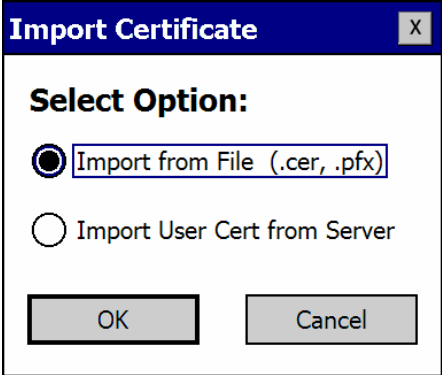 Import Certificate X
Select Option:
Import from File (.cer, .pfx)
Import User Cert from Server
OK Cancel